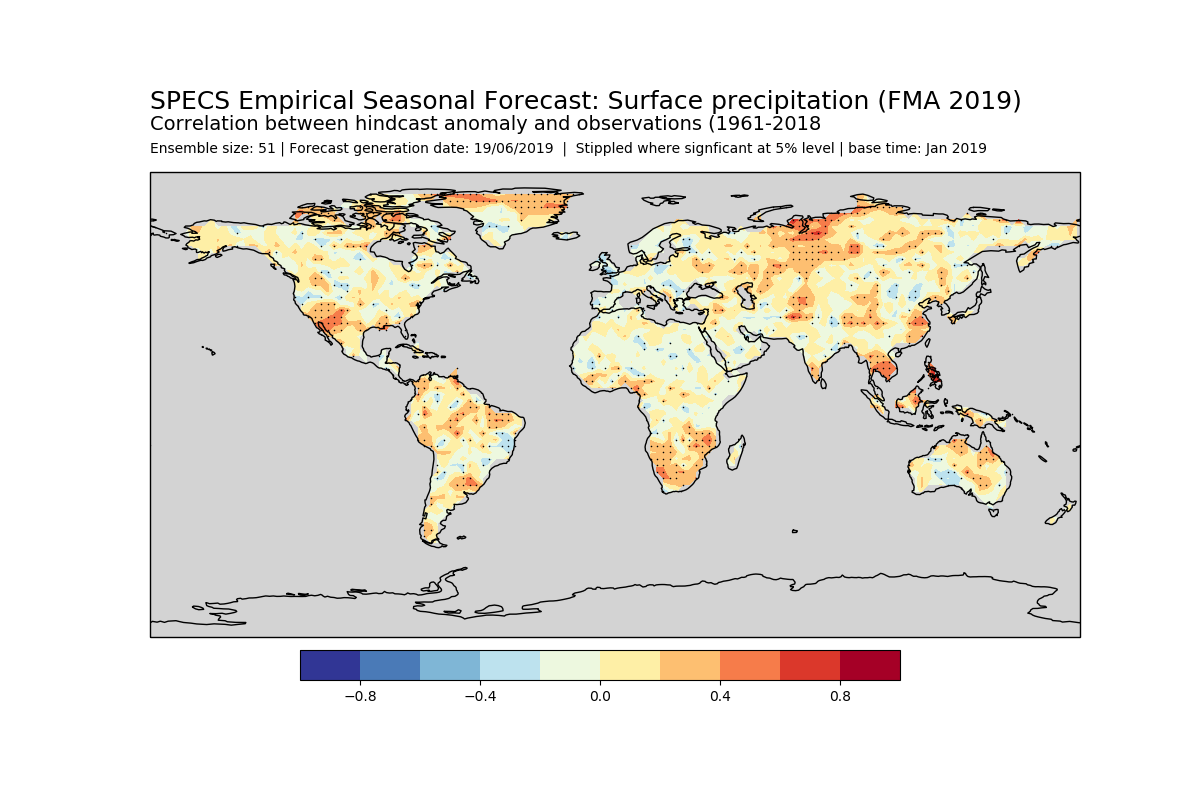 SPECS Empirical Seasonal Forecast: Surface precipitation (FMA 2019)
Correlation between hindcast anomaly and observations (1961-2018
Ensemble size: 51 | Forecast generation date: 19/06/2019 | Stippled where signficant at 5% level | base time: Jan 2019
−0.8 −0.4 0.0 0.4 0.8